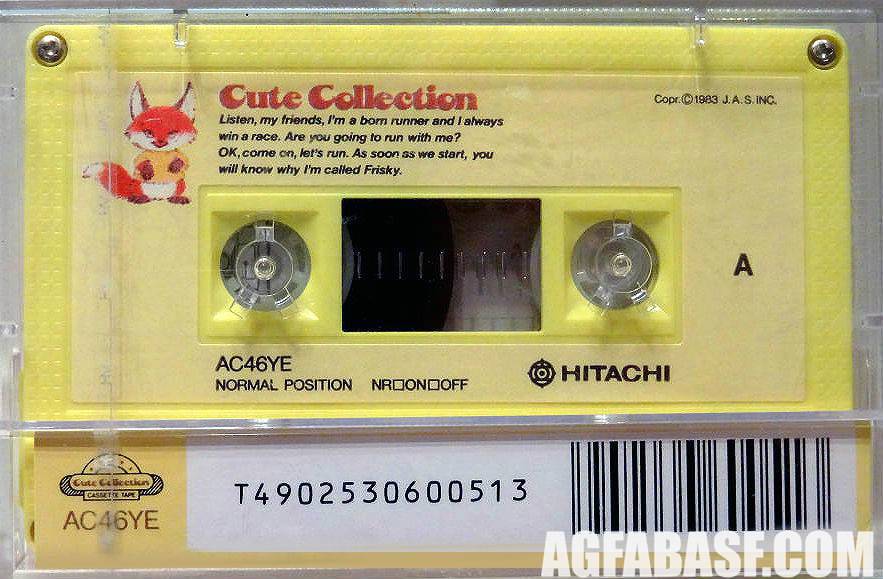 Cute Collection
Copr.©1983 J.A.S. INC.
Listen, my friends, I'm a born runner and I always
win a race. Are you going to run with me?
OK, come on, let's run. As soon as we start, you
will know why I'm called Frisky.
A
AC46YE
NORMAL POSITION NR□ON□OFF
HITACHI
Cute Collection
CASSETTE TAPE
AC46YE
T4902530600513
AGFABASF.COM